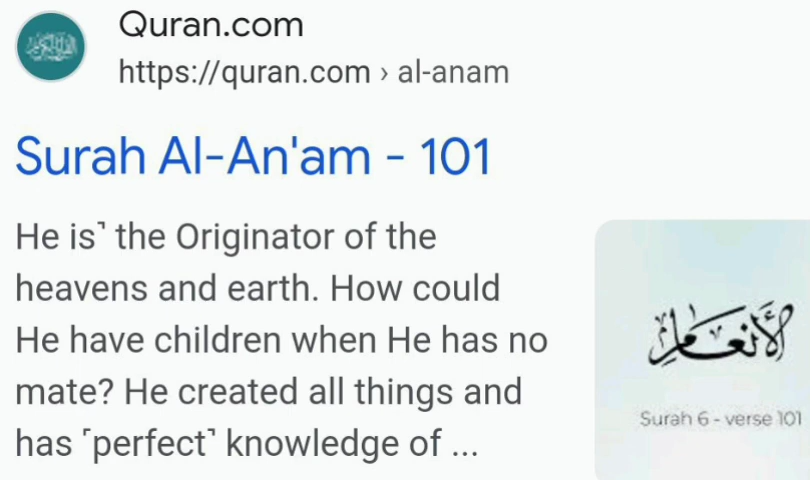 Quran.com
https://quran.com › al-anam
Surah Al-An'am - 101
He is˺ the Originator of the
heavens and earth. How could
He have children when He has no
mate? He created all things and
has ˹perfect˺ knowledge of ...
الأنعام
Surah 6 - verse 101